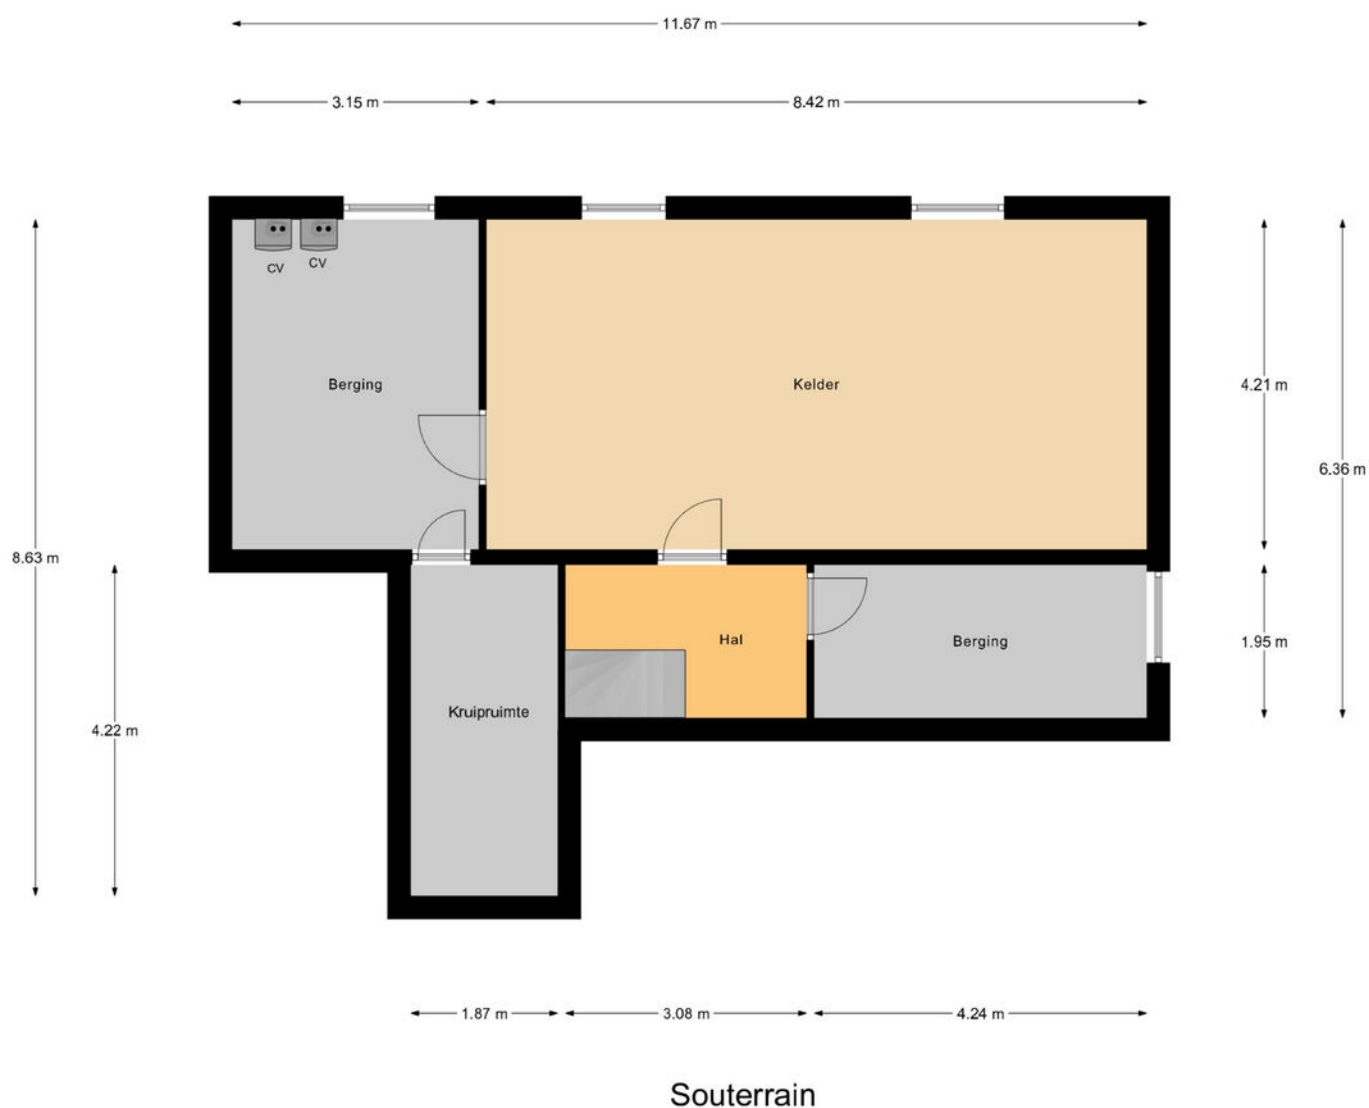 11.67 m
3.15 m
8.42 m
CV
CV
Berging
Kelder
4.21 m
6.36 m
8.63 m
Hal
Berging
1.95 m
Kruipruimte
4.22 m
1.87 m
3.08 m
4.24 m
Souterrain